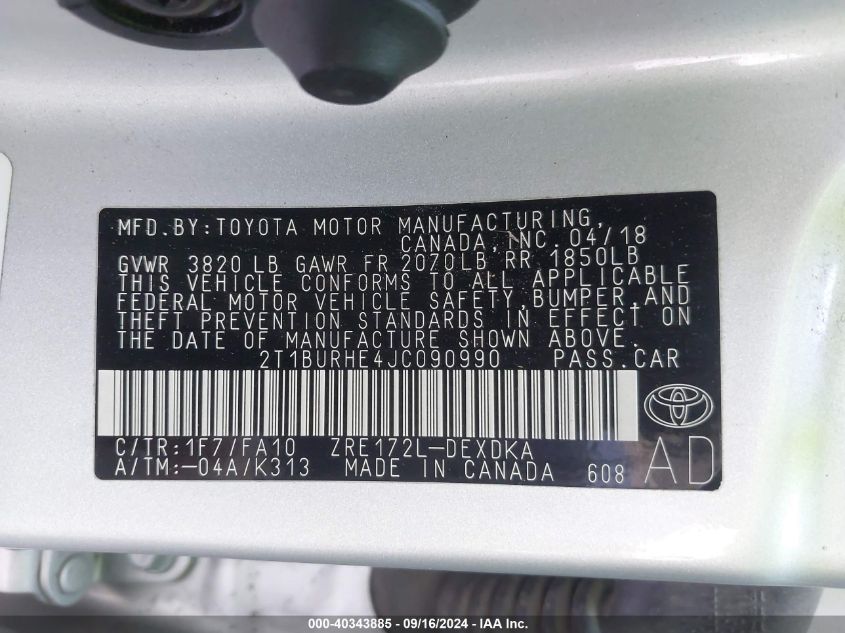 MFD. BY: TOYOTA MOTOR MANUFACTURING,
CANADA, INC. 04/18
GVWR 3820 LB GAWR FR 2070LB RR 1850LB
THIS VEHICLE CONFORMS TO ALL APPLICABLE
FEDERAL MOTOR VEHICLE SAFETY, BUMPER, AND
THEFT PREVENTION STANDARDS IN EFFECT ON
THE DATE OF MANUFACTURE SHOWN ABOVE.
2T1BURHE4JC090990 PASS. CAR
C/TR: 1F7/FA10 ZRE172L-DEXDKA
A/TM: -04A/K313 MADE IN CANADA 608 AD
000-40343885 / 09/16/2024 - IAA Inc.